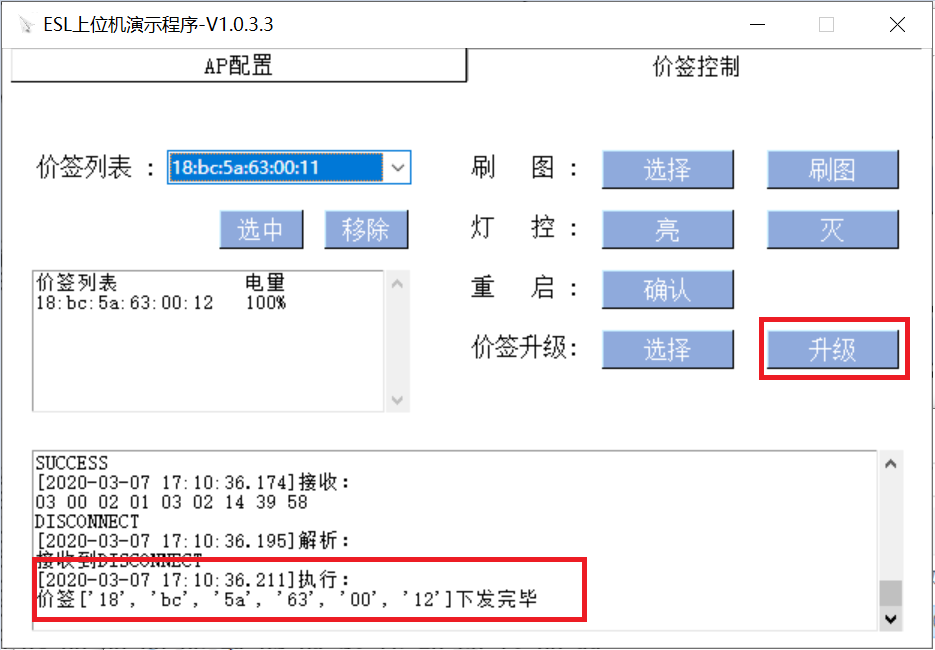 ESL上位机演示程序-V1.0.3.3
AP配置
价签控制
价签列表 :
18:bc:5a:63:00:11
刷 图 :
选择
刷图
选中
移除
灯 控 :
亮
灭
价签列表 电量
18:bc:5a:63:00:12 100%
重 启 :
确认
价签升级:
选择
升级
SUCCESS
[2020-03-07 17:10:36.174]接收:
03 00 02 01 03 02 14 39 58
DISCONNECT
[2020-03-07 17:10:36.195]解析:
接收到DISCONNECT
[2020-03-07 17:10:36.211]执行:
价签['18', 'bc', '5a', '63', '00', '12']下发完毕